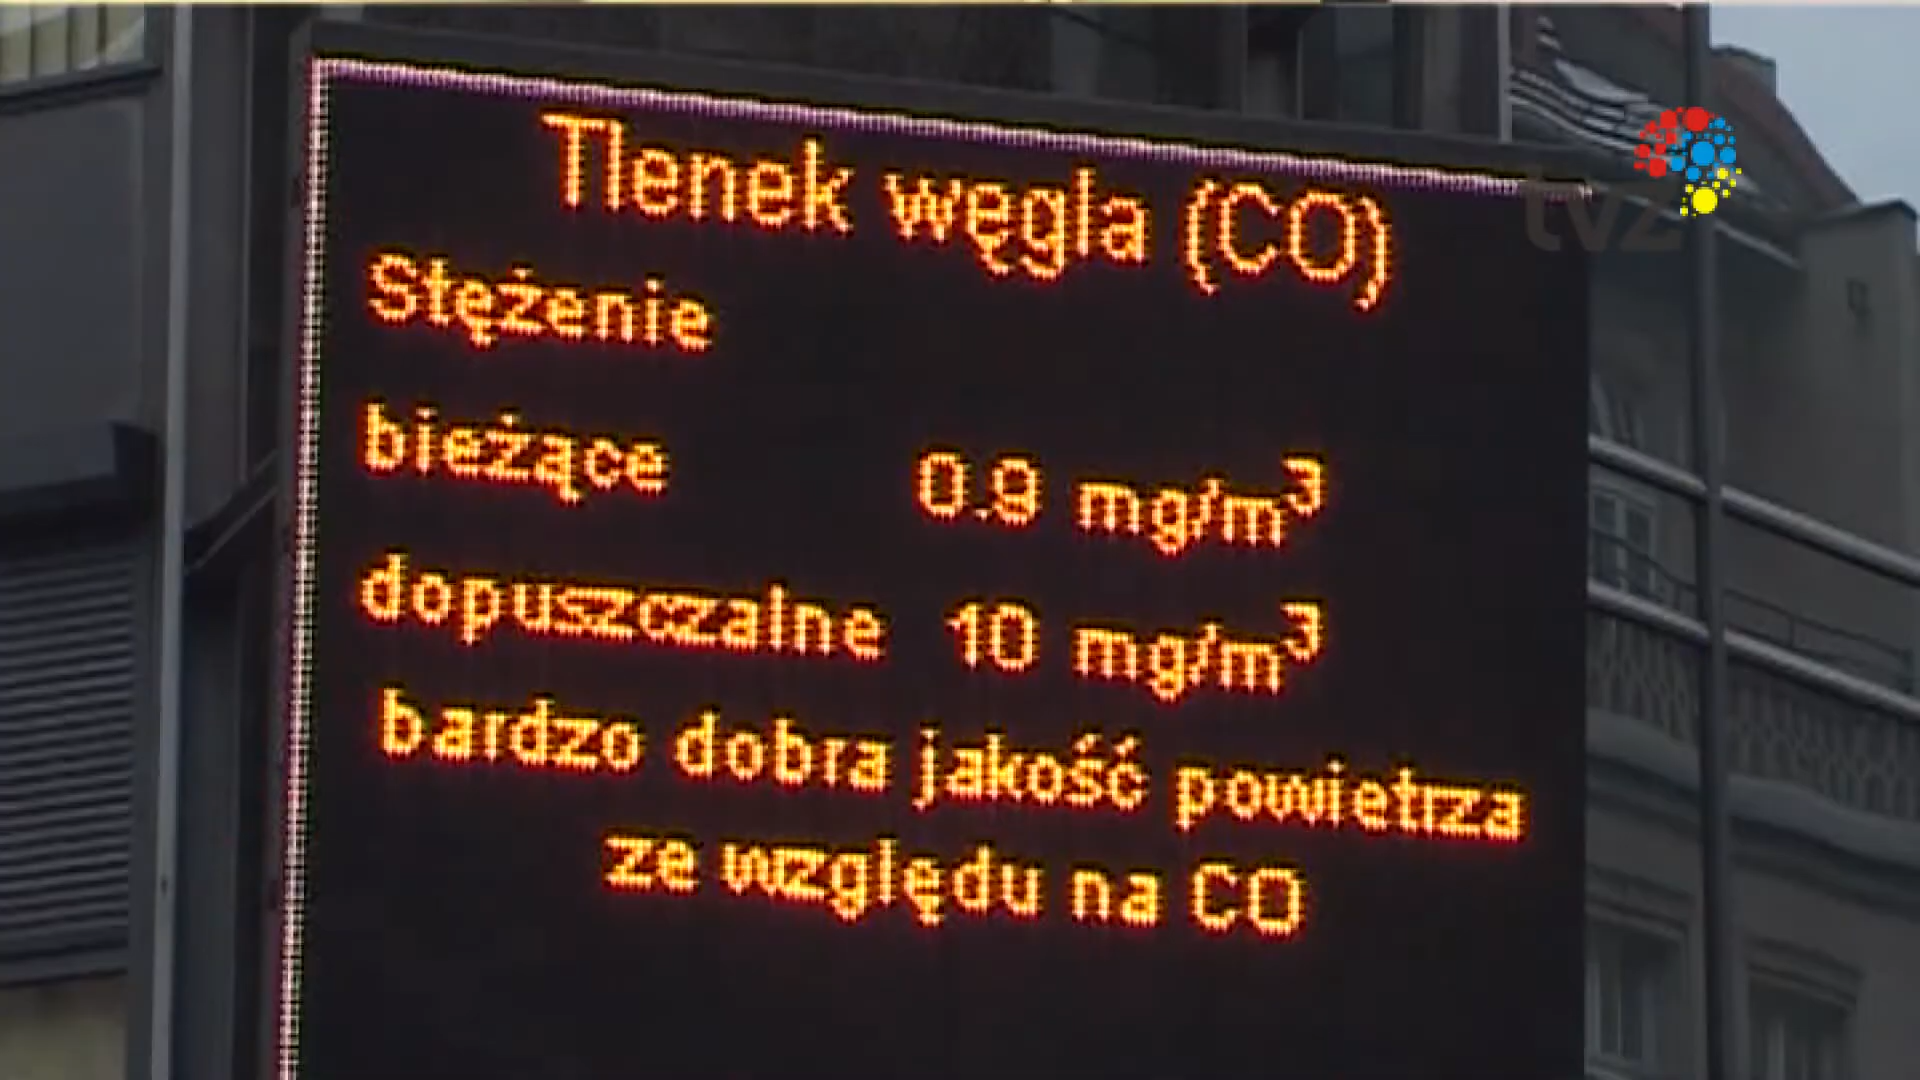 Tlenek węgla (CO)
Stężenie
bieżące 0.9 mg/m³
dopuszczalne 10 mg/m³
bardzo dobra jakość powietrza
ze względu na CO
tvz